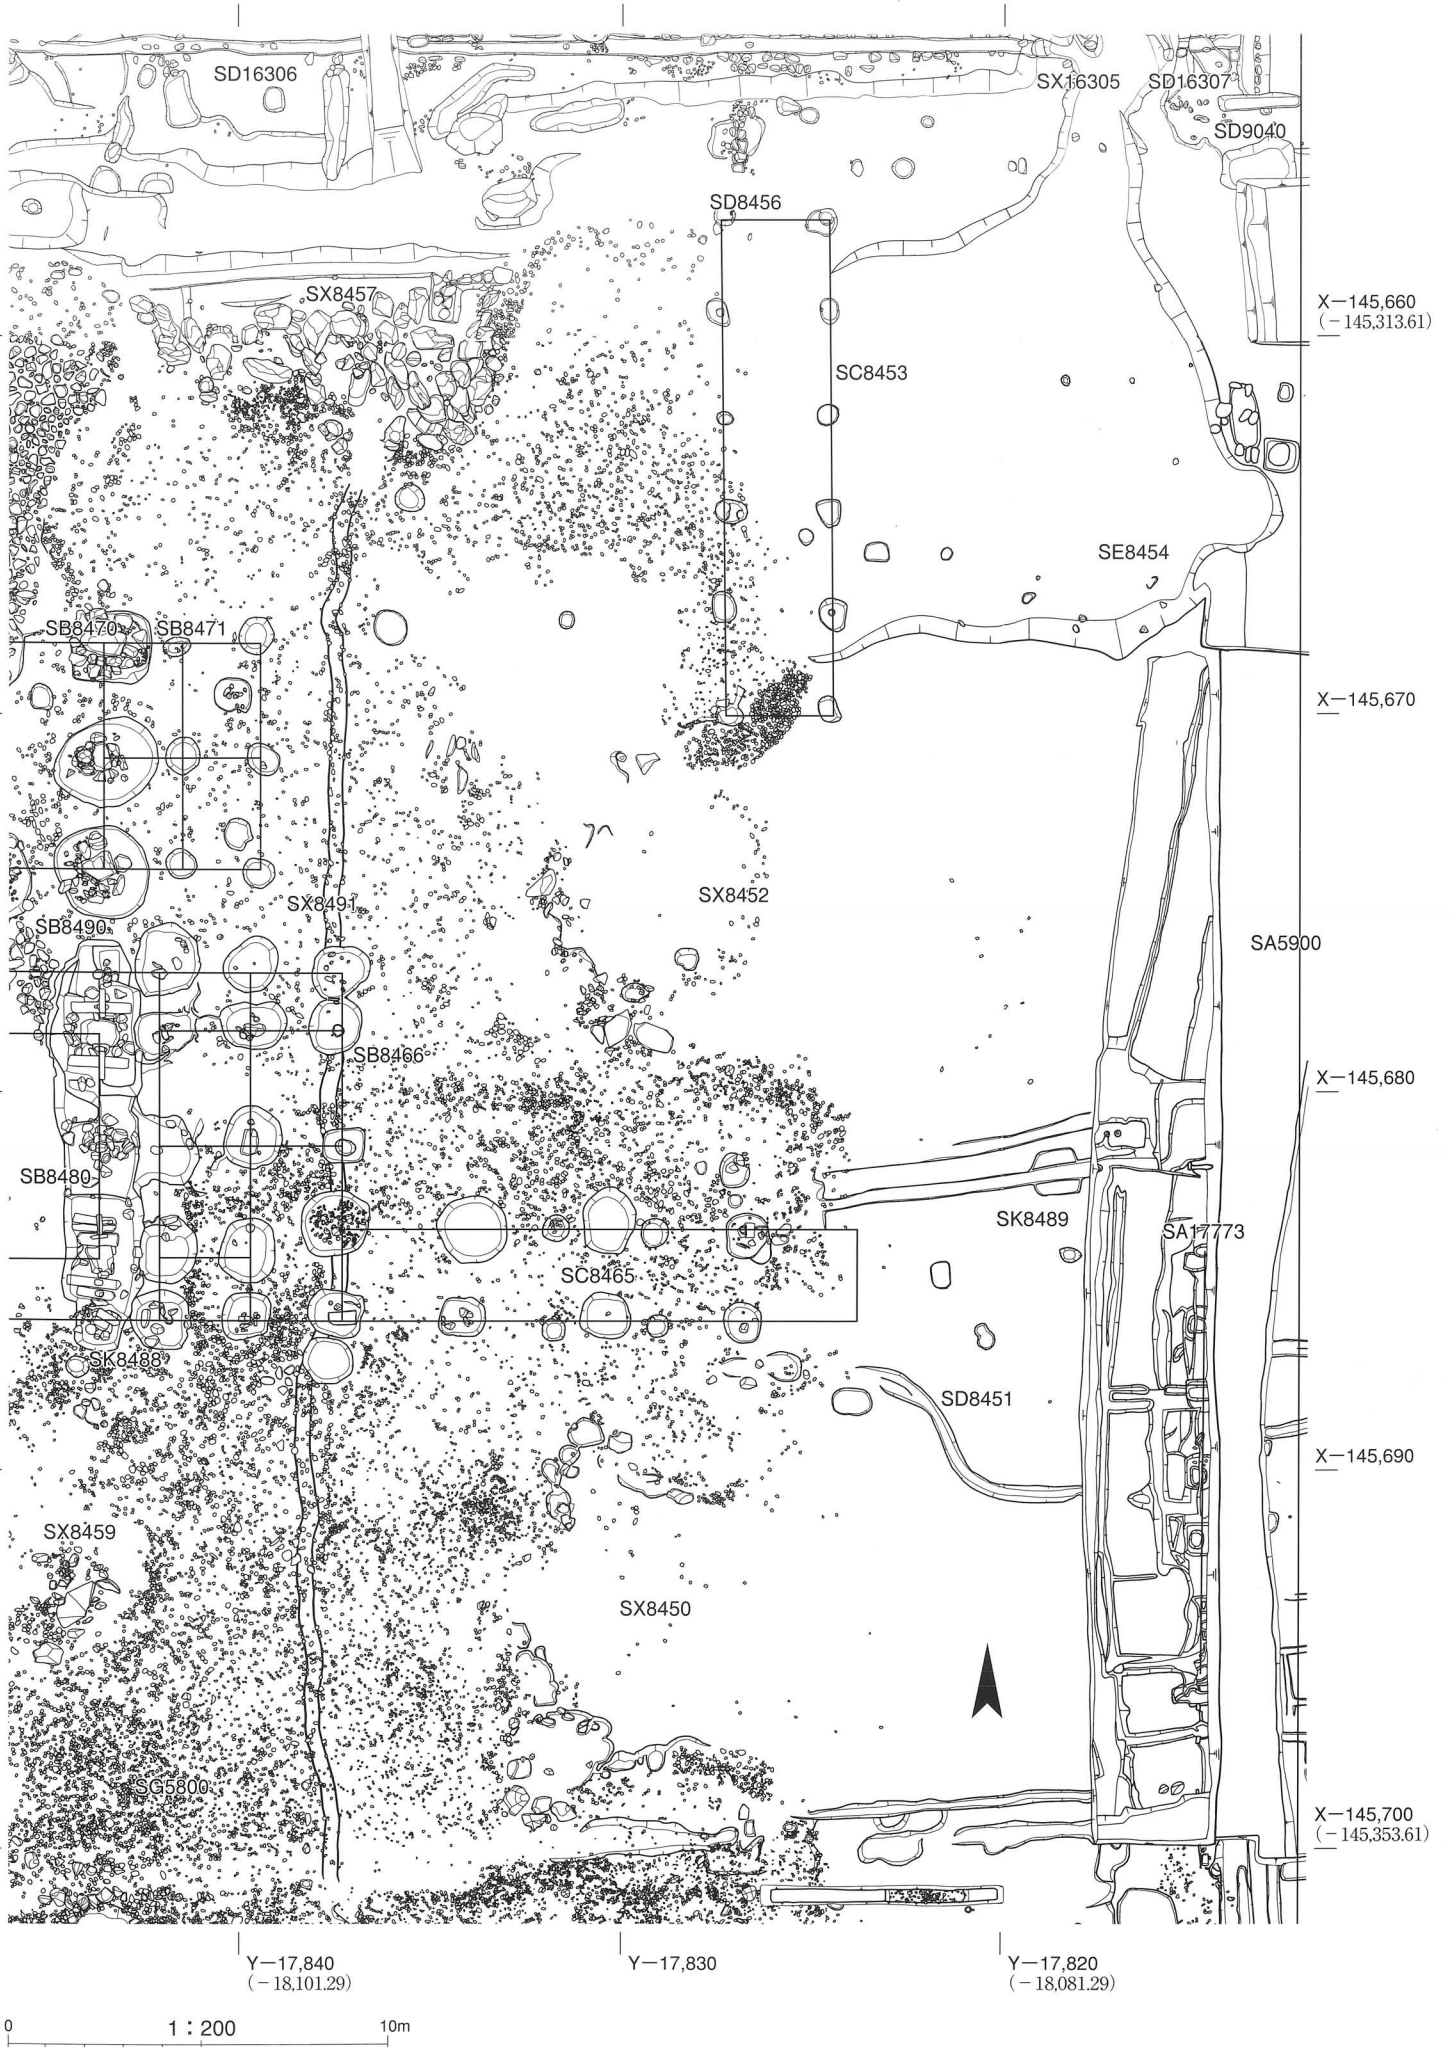 SD16306
SX16305
SD16307
SD9040
SD8456
SX8457
X−145,660
(−145,313.61)
SC8453
SE8454
SB8470
SB8471
X−145,670
SX8452
SX8491
SB8490
SA5900
SB8466
X−145,680
SB8480
SK8489
SA17773
SC8465
SK8488
SD8451
X−145,690
SX8459
SX8450
SG5800
X−145,700
(−145,353.61)
Y−17,840
(−18,101.29)
Y−17,830
Y−17,820
(−18,081.29)
0 1：200 10m